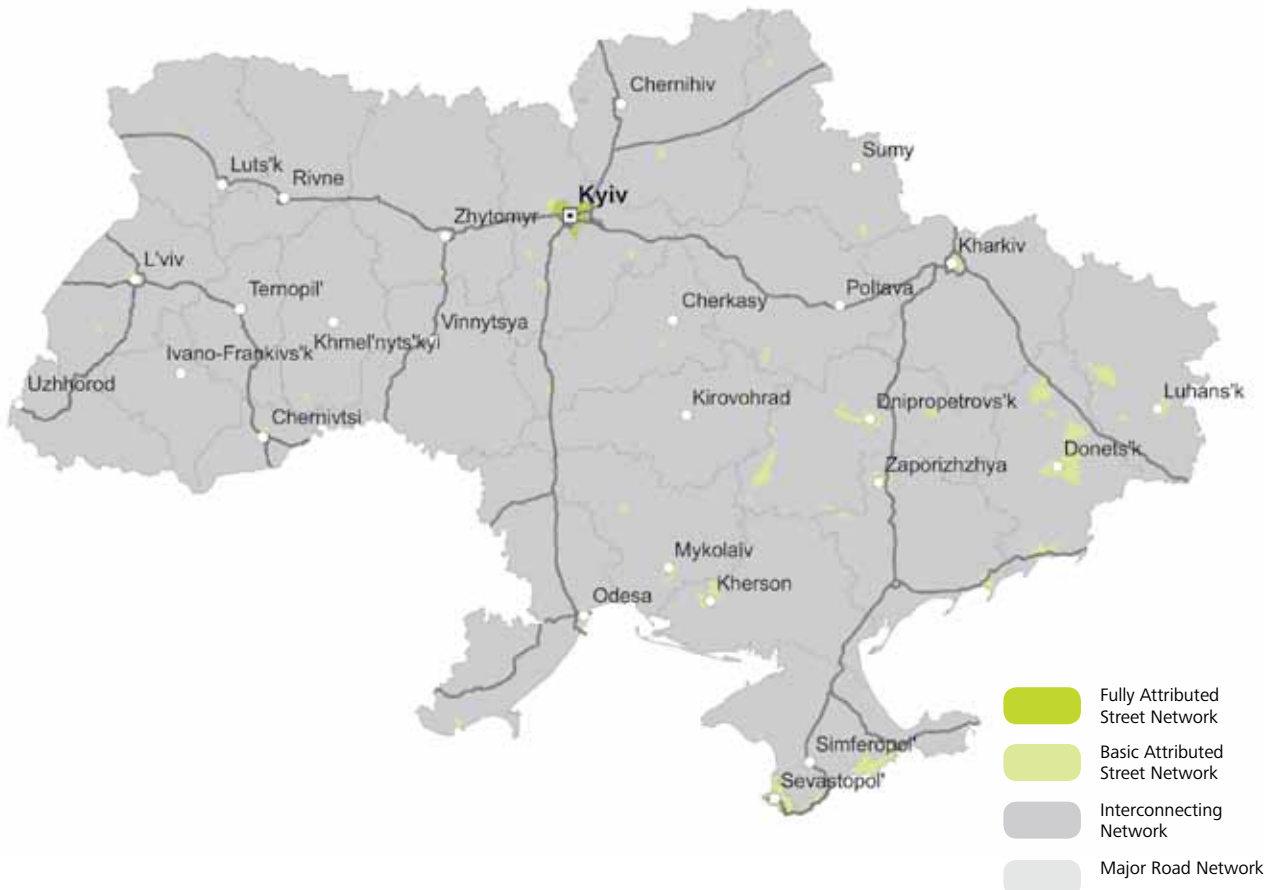 Chernihiv
Sumy
Luts'k
Rivne
Kyiv
Zhytomyr
Kharkiv
L'viv
Ternopil'
Cherkasy
Poltava
Vinnytsya
Khmel'nyts'kyi
Ivano-Frankivs'k
Uzhhorod
Kirovohrad
Dnipropetrovs'k
Luhans'k
Chernivtsi
Donets'k
Zaporizhzhya
Mykolaiv
Kherson
Odesa
Simferopol'
Sevastopol'
Fully Attributed
Street Network
Basic Attributed
Street Network
Interconnecting
Network
Major Road Network